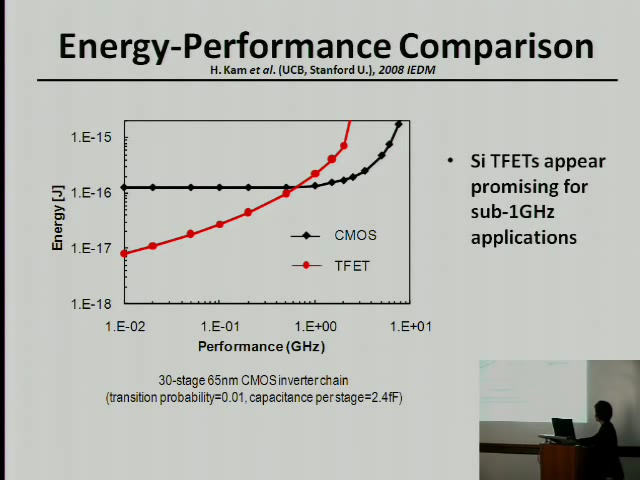 Energy-Performance Comparison
H. Kam et al. (UCB, Stanford U.), 2008 IEDM
1.E-15
1.E-16
1.E-17
1.E-18
Energy [J]
CMOS
TFET
1.E-02 1.E-01 1.E+00 1.E+01
Performance (GHz)
30-stage 65nm CMOS inverter chain
(transition probability=0.01, capacitance per stage=2.4fF)
• Si TFETs appear
promising for
sub-1GHz
applications